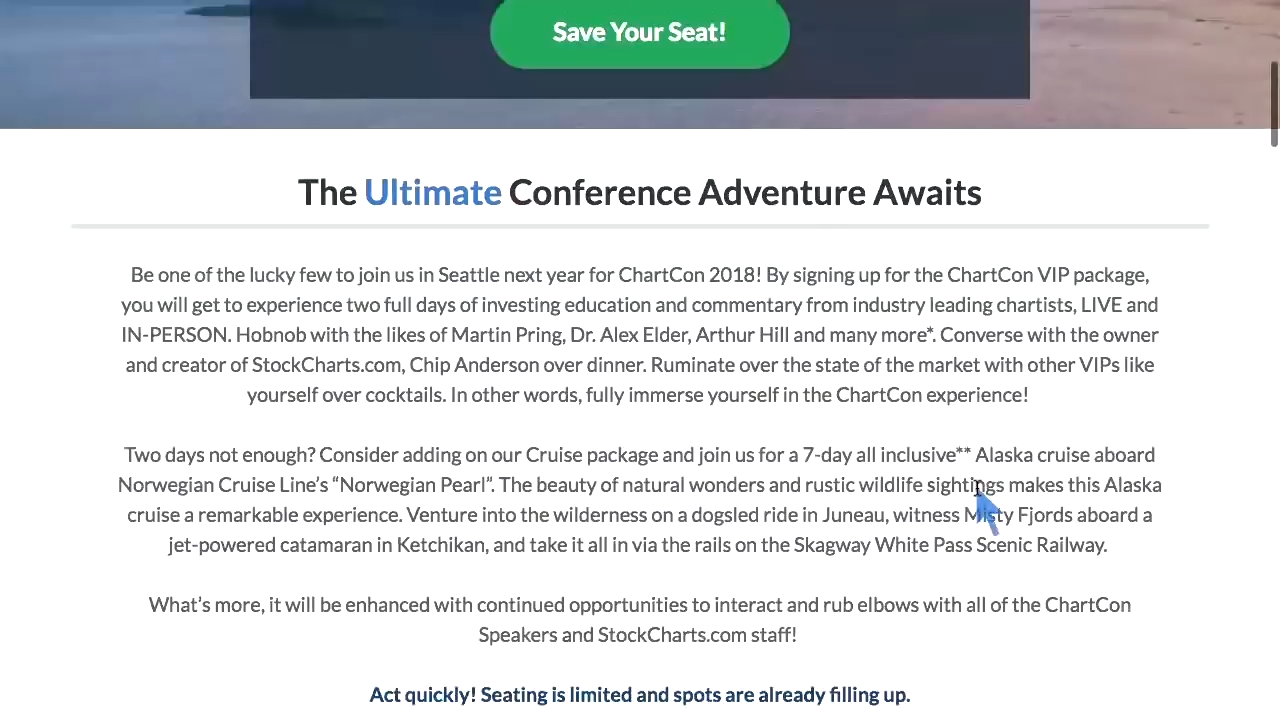 Save Your Seat!
The Ultimate Conference Adventure Awaits
Be one of the lucky few to join us in Seattle next year for ChartCon 2018! By signing up for the ChartCon VIP package,
you will get to experience two full days of investing education and commentary from industry leading chartists, LIVE and
IN-PERSON. Hobnob with the likes of Martin Pring, Dr. Alex Elder, Arthur Hill and many more*. Converse with the owner
and creator of StockCharts.com, Chip Anderson over dinner. Ruminate over the state of the market with other VIPs like
yourself over cocktails. In other words, fully immerse yourself in the ChartCon experience!
Two days not enough? Consider adding on our Cruise package and join us for a 7-day all inclusive** Alaska cruise aboard
Norwegian Cruise Line’s “Norwegian Pearl”. The beauty of natural wonders and rustic wildlife sightings makes this Alaska
cruise a remarkable experience. Venture into the wilderness on a dogsled ride in Juneau, witness Misty Fjords aboard a
jet-powered catamaran in Ketchikan, and take it all in via the rails on the Skagway White Pass Scenic Railway.
What’s more, it will be enhanced with continued opportunities to interact and rub elbows with all of the ChartCon
Speakers and StockCharts.com staff!
Act quickly! Seating is limited and spots are already filling up.